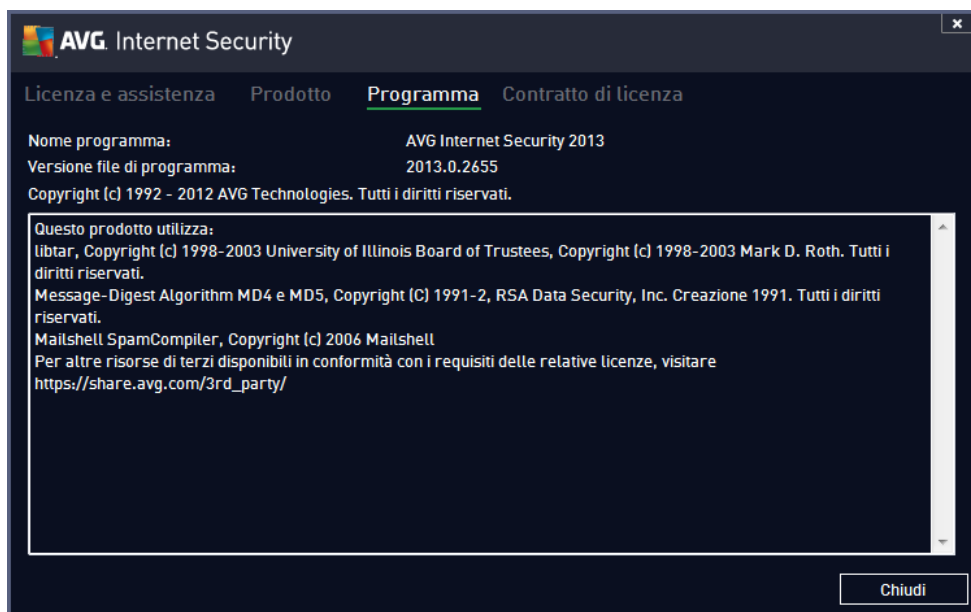 AVG. Internet Security
Licenza e assistenza Prodotto Programma Contratto di licenza
Nome programma: AVG Internet Security 2013
Versione file di programma: 2013.0.2655
Copyright (c) 1992 - 2012 AVG Technologies. Tutti i diritti riservati.
Questo prodotto utilizza:
libtar, Copyright (c) 1998-2003 University of Illinois Board of Trustees, Copyright (c) 1998-2003 Mark D. Roth. Tutti i
diritti riservati.
Message-Digest Algorithm MD4 e MD5, Copyright (C) 1991-2, RSA Data Security, Inc. Creazione 1991. Tutti i diritti
riservati.
Mailshell SpamCompiler, Copyright (c) 2006 Mailshell
Per altre risorse di terzi disponibili in conformità con i requisiti delle relative licenze, visitare
https://share.avg.com/3rd_party/
Chiudi